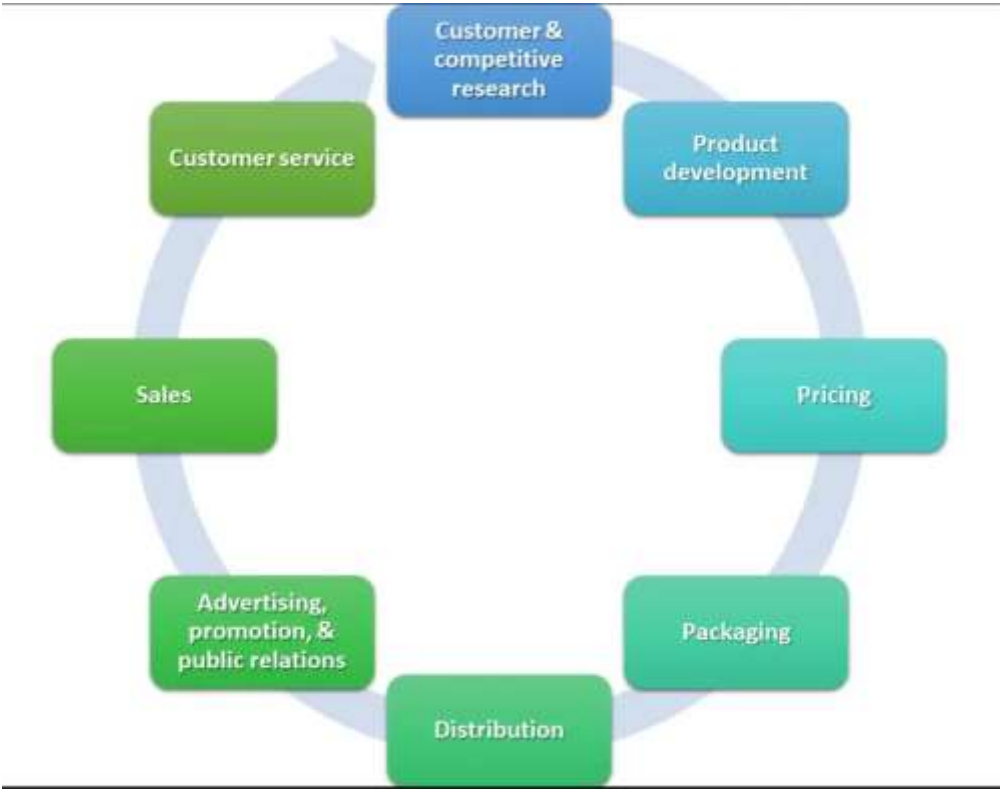 Customer &
competitive
research
Product
development
Pricing
Packaging
Distribution
Advertising,
promotion, &
public relations
Sales
Customer service